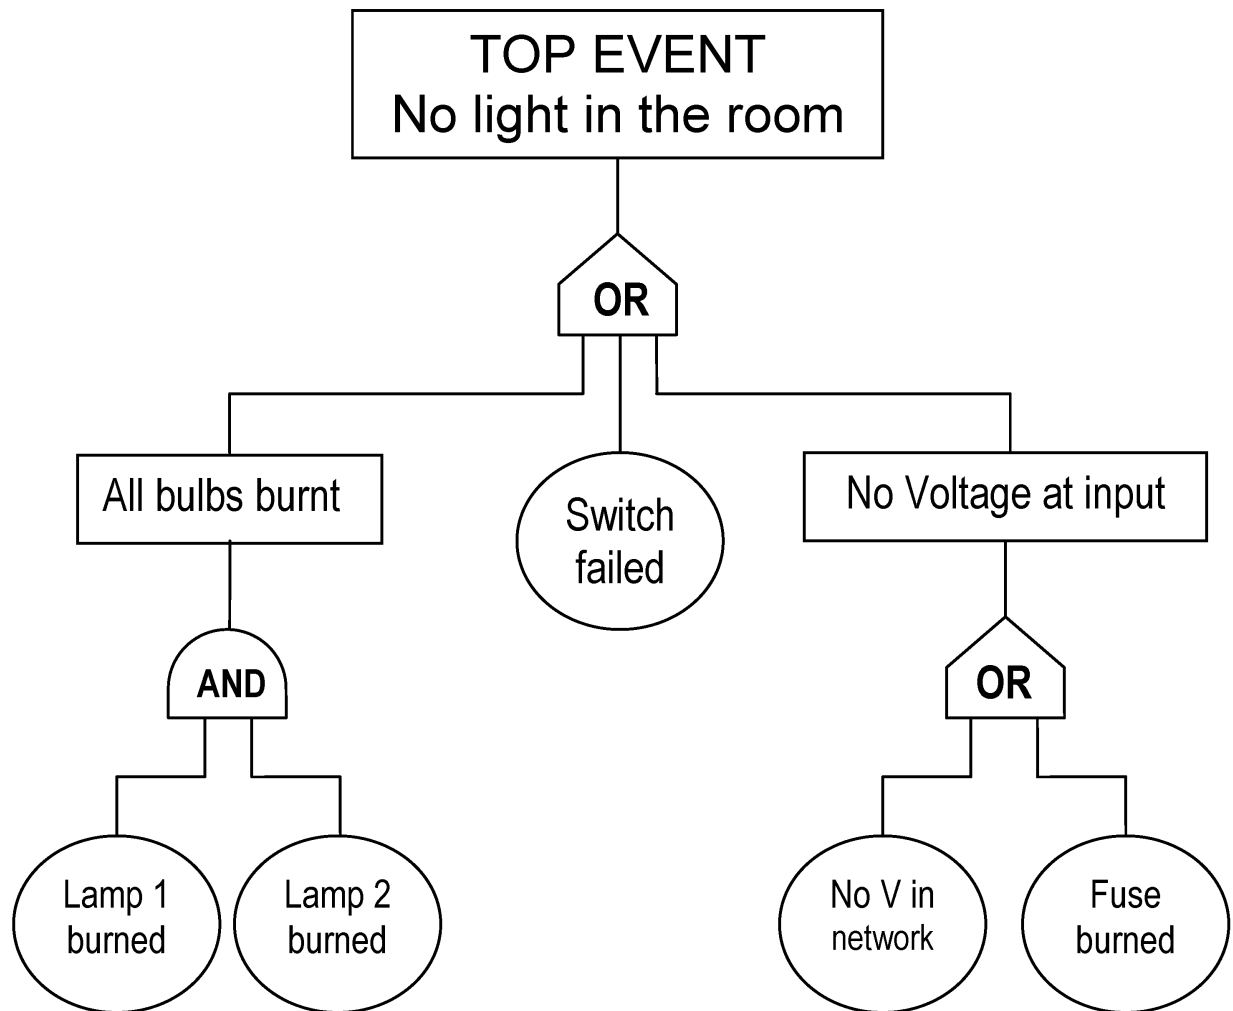 TOP EVENT
No light in the room
OR
All bulbs burnt
Switch
failed
No Voltage at input
AND
OR
Lamp 1
burned
Lamp 2
burned
No V in
network
Fuse
burned